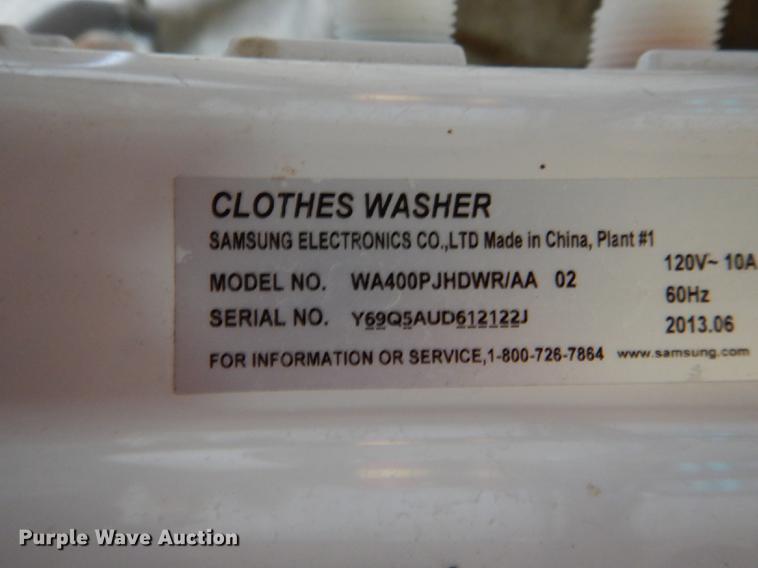 CLOTHES WASHER
SAMSUNG ELECTRONICS CO.,LTD Made in China, Plant #1
MODEL NO. WA400PJHDWR/AA 02
SERIAL NO. Y69Q5AUD612122J
120V~ 10A
60Hz
2013.06
FOR INFORMATION OR SERVICE,1-800-726-7864 www.samsung.com
Purple Wave Auction